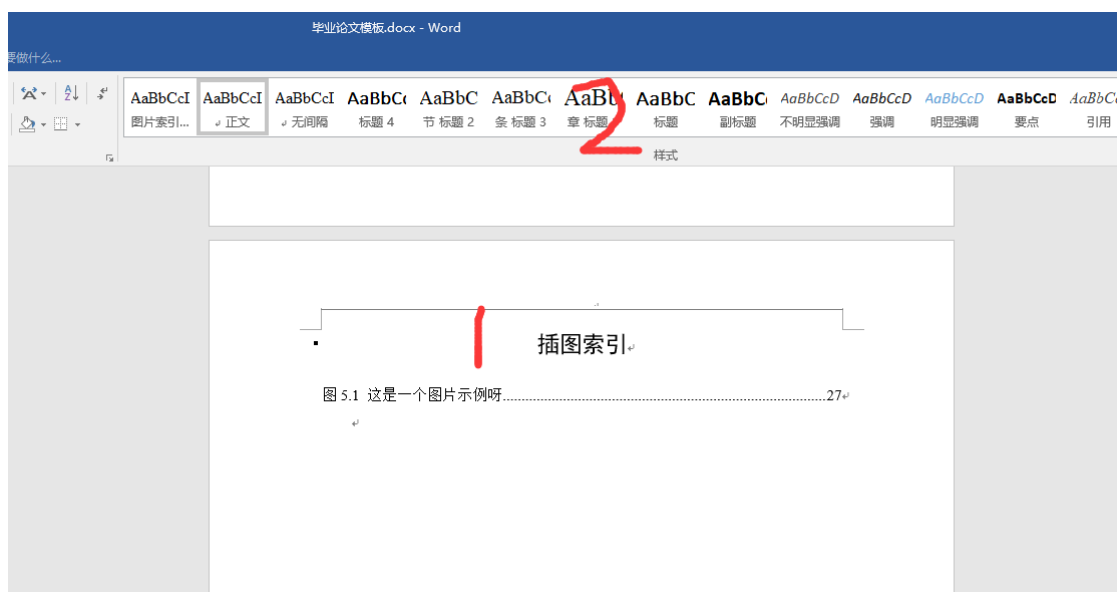 毕业论文模板.docx - Word
要做什么...
A
A
Z
AaBbCcI AaBbCcI AaBbCcI AaBbC AaBbC AaBbC AaBb AaBbC AaBbC AaBbCcD AaBbCcD AaBbCcD AaBbCcD AaBbC
图片索引... 正文 无间隔 标题 4 节 标题 2 条 标题 3 章 标题 标题 副标题 不明显强调 强调 明显强调 要点 引用
2
样式
1
插图索引
图 5.1 这是一个图片示例呀..........27